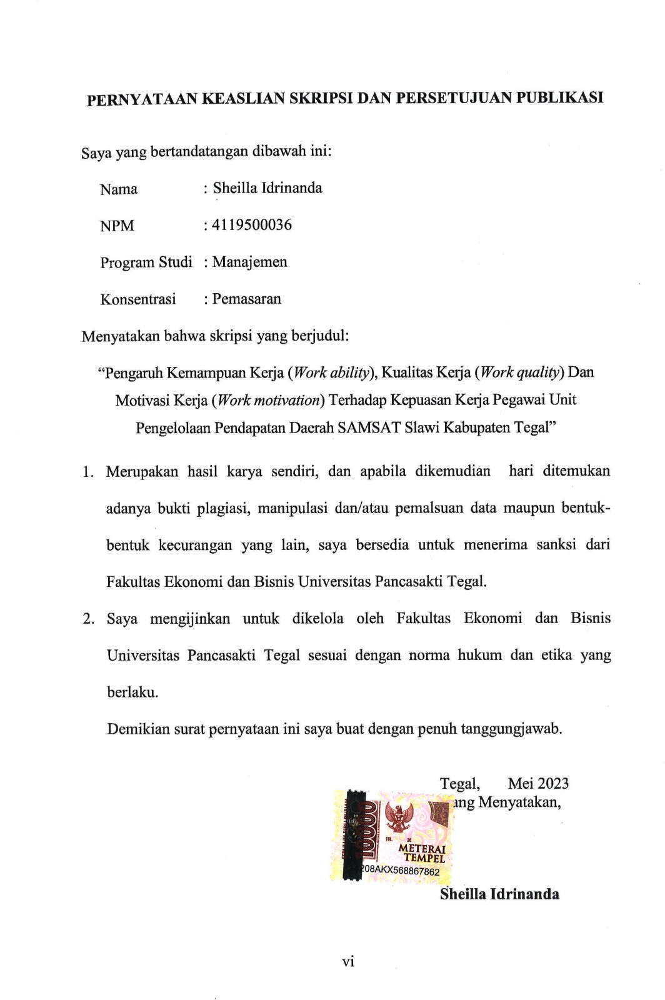 PERNYATAAN KEASLIAN SKRIPSI DAN PERSETUJUAN PUBLIKASI
Saya yang bertandatangan dibawah ini:
Nama : Sheilla Idrinanda
NPM : 4119500036
Program Studi : Manajemen
Konsentrasi : Pemasaran
Menyatakan bahwa skripsi yang berjudul:
“Pengaruh Kemampuan Kerja (Work ability), Kualitas Kerja (Work quality) Dan
Motivasi Kerja (Work motivation) Terhadap Kepuasan Kerja Pegawai Unit
Pengelolaan Pendapatan Daerah SAMSAT Slawi Kabupaten Tegal”
1. Merupakan hasil karya sendiri, dan apabila dikemudian hari ditemukan
adanya bukti plagiasi, manipulasi dan/atau pemalsuan data maupun bentuk-
bentuk kecurangan yang lain, saya bersedia untuk menerima sanksi dari
Fakultas Ekonomi dan Bisnis Universitas Pancasakti Tegal.
2. Saya mengijinkan untuk dikelola oleh Fakultas Ekonomi dan Bisnis
Universitas Pancasakti Tegal sesuai dengan norma hukum dan etika yang
berlaku.
Demikian surat pernyataan ini saya buat dengan penuh tanggungjawab.
Tegal, Mei 2023
ang Menyatakan,
10000
TGL. 20
METERAI
TEMPEL
208AKX568867862
Sheilla Idrinanda
vi